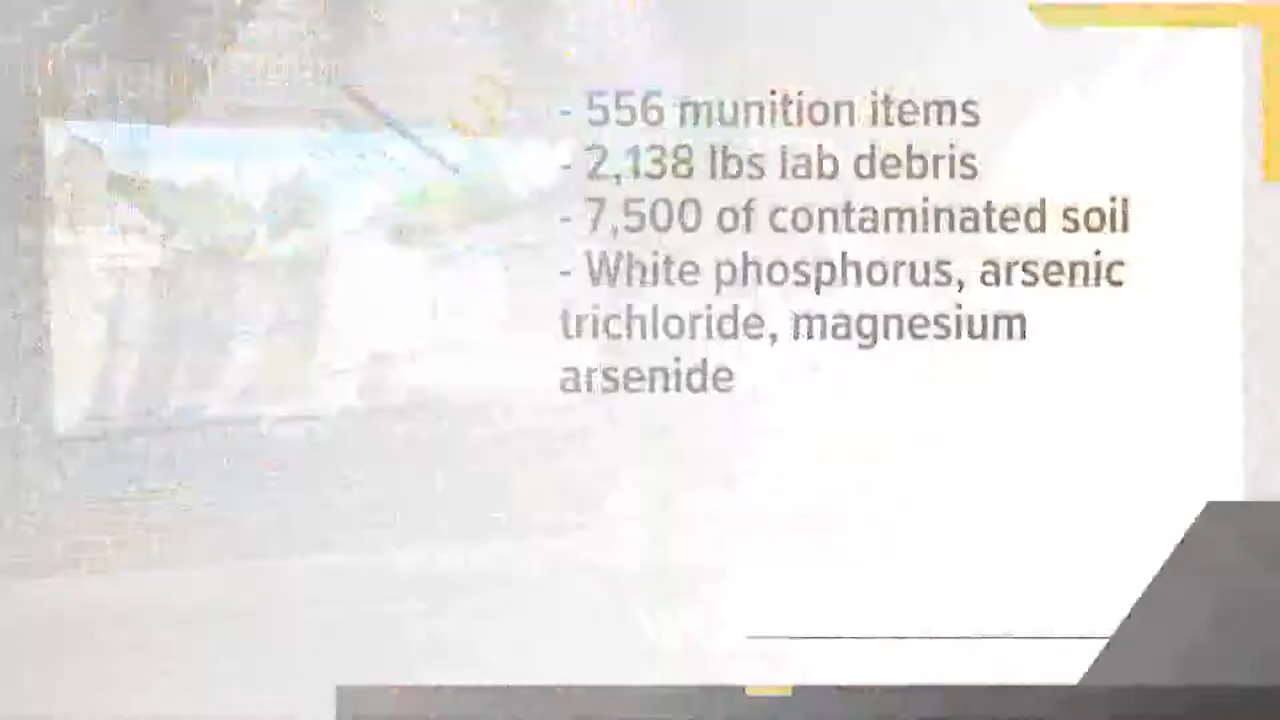 - 556 munition items
- 2,138 lbs lab debris
- 7,500 of contaminated soil
- White phosphorus, arsenic
trichloride, magnesium
arsenide